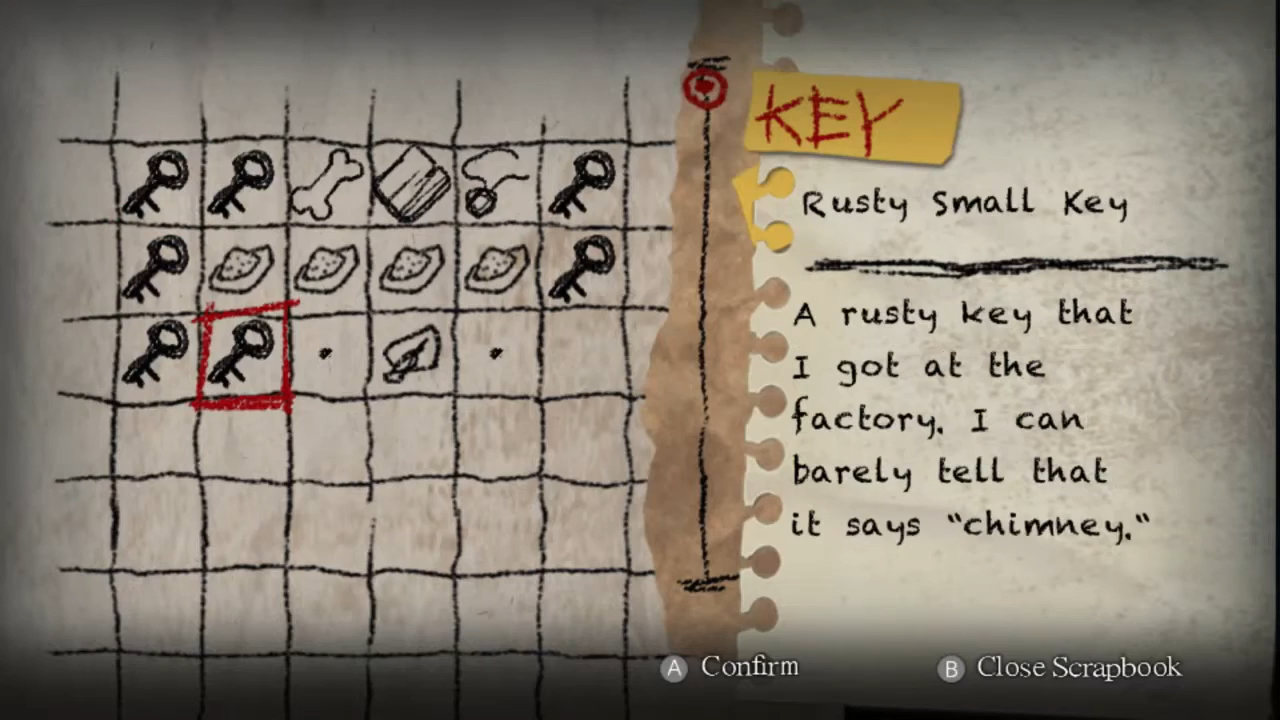 KEY
Rusty Small Key
A rusty key that
I got at the
factory. I can
barely tell that
it says "chimney."
A Confirm
B Close Scrapbook